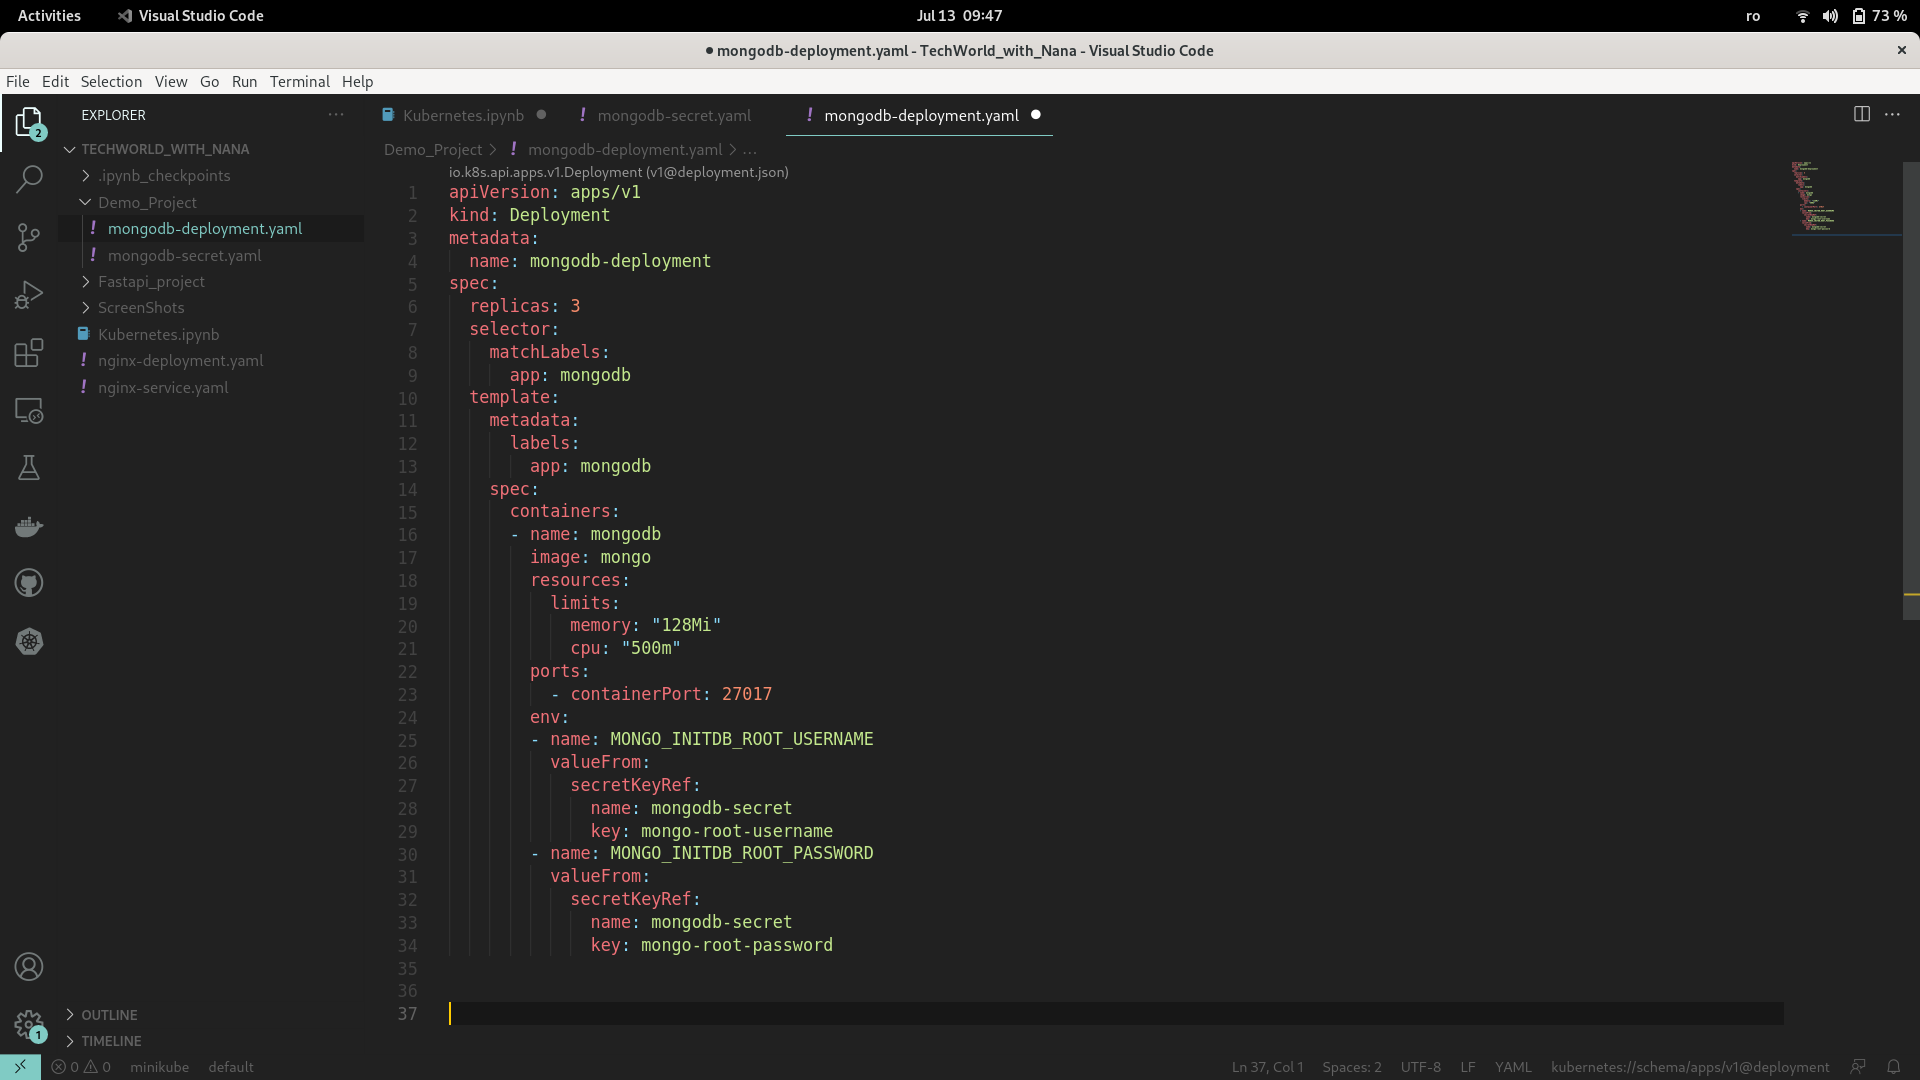 Activities Visual Studio Code Jul 13 09:47 ro 73 %
● mongodb-deployment.yaml - TechWorld_with_Nana - Visual Studio Code ×
File Edit Selection View Go Run Terminal Help
2
EXPLORER ···
TECHWORLD_WITH_NANA
.ipynb_checkpoints
Demo_Project
! mongodb-deployment.yaml
! mongodb-secret.yaml
Fastapi_project
ScreenShots
Kubernetes.ipynb
! nginx-deployment.yaml
! nginx-service.yaml
OUTLINE
TIMELINE
1
Kubernetes.ipynb ● ! mongodb-secret.yaml ! mongodb-deployment.yaml ● ···
Demo_Project > ! mongodb-deployment.yaml > ...
io.k8s.api.apps.v1.Deployment (v1@deployment.json)
1 apiVersion: apps/v1
2 kind: Deployment
3 metadata:
4   name: mongodb-deployment
5 spec:
6   replicas: 3
7   selector:
8     matchLabels:
9       app: mongodb
10   template:
11     metadata:
12       labels:
13         app: mongodb
14     spec:
15       containers:
16       - name: mongodb
17         image: mongo
18         resources:
19           limits:
20             memory: "128Mi"
21             cpu: "500m"
22         ports:
23           - containerPort: 27017
24         env:
25         - name: MONGO_INITDB_ROOT_USERNAME
26           valueFrom:
27             secretKeyRef:
28               name: mongodb-secret
29               key: mongo-root-username
30         - name: MONGO_INITDB_ROOT_PASSWORD
31           valueFrom:
32             secretKeyRef:
33               name: mongodb-secret
34               key: mongo-root-password
35
36
37
0 0 minikube default Ln 37, Col 1 Spaces: 2 UTF-8 LF YAML kubernetes://schema/apps/v1@deployment